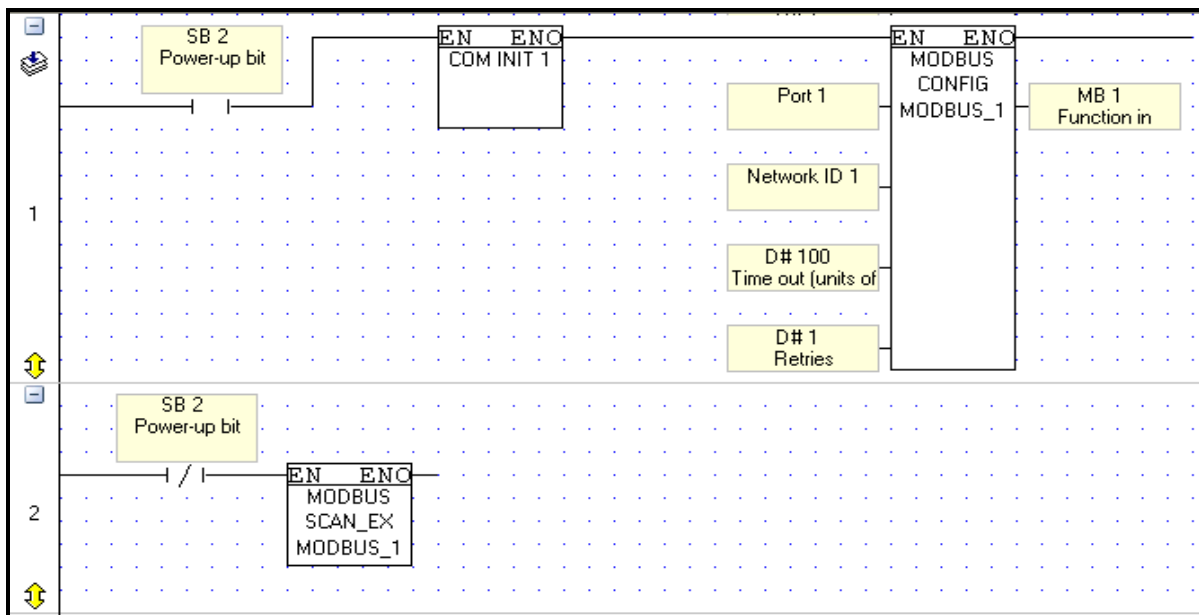 SB 2
Power-up bit
EN ENO
COM INIT 1
EN ENO
MODBUS
CONFIG
MODBUS_1
Port 1
MB 1
Function in
Network ID 1
1
D# 100
Time out (units of
D# 1
Retries
SB 2
Power-up bit
EN ENO
MODBUS
SCAN_EX
MODBUS_1
2